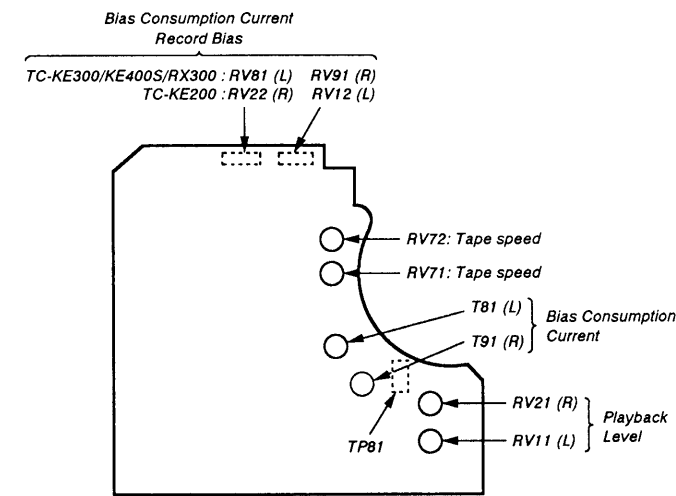 Bias Consumption Current
Record Bias
TC-KE300/KE400S/RX300 : RV81 (L) RV91 (R)
TC-KE200 : RV22 (R) RV12 (L)
RV72: Tape speed
RV71: Tape speed
T81 (L)
T91 (R)
Bias Consumption
Current
TP81
RV21 (R)
RV11 (L)
Playback
Level